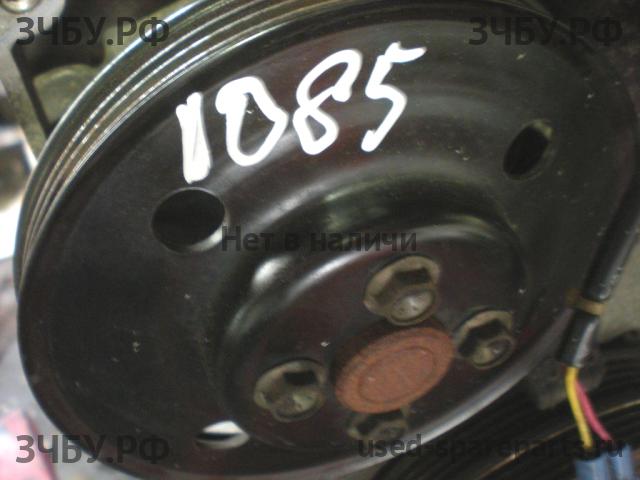 ЗЧБУ.РФ ЗЧБУ.РФ
1085
Нет в наличи
ЗЧБУ.РФ used-spareparts.ru